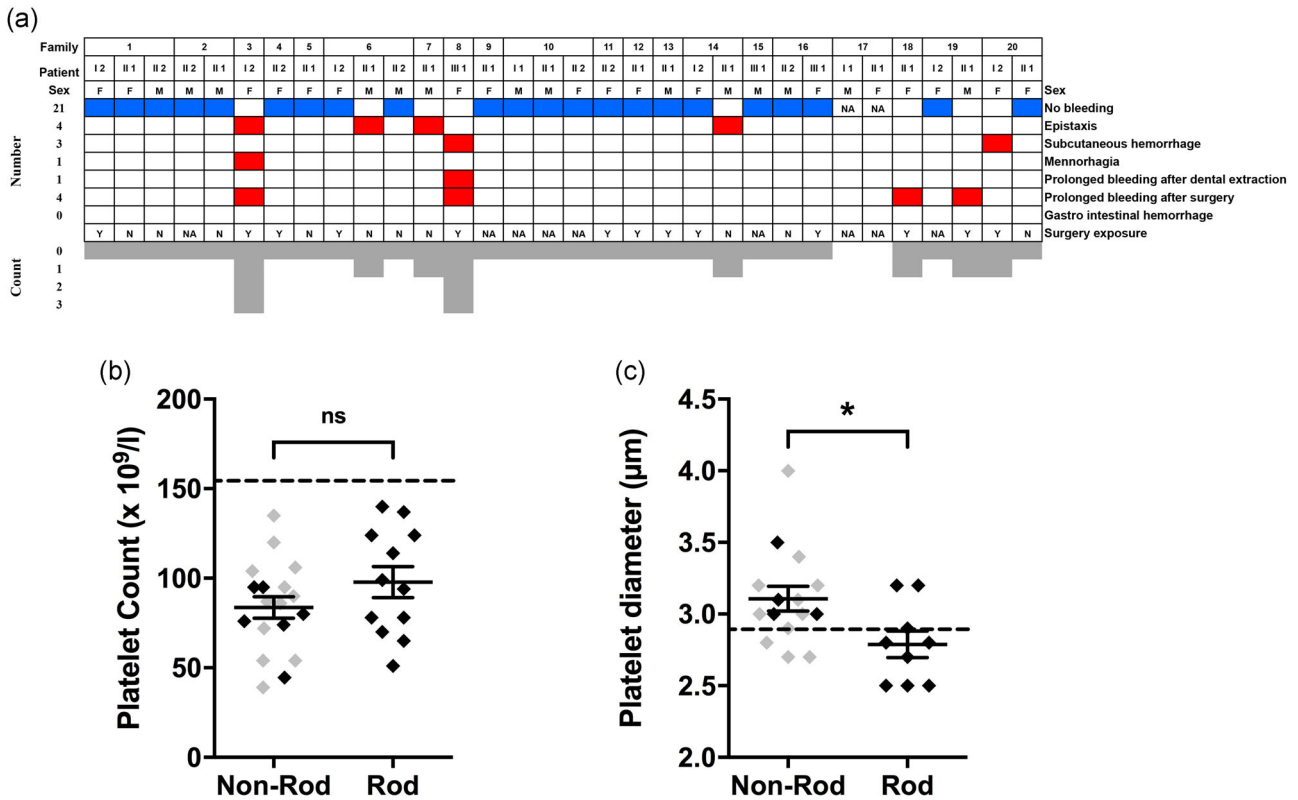 (a)
Family 1 2 3 4 5 6 7 8 9 10 11 12 13 14 15 16 17 18 19 20
Patient I 2 II 1 II 2 II 2 II 1 I 2 II 2 II 1 I 2 II 1 II 2 II 1 III 1 II 1 I 1 II 1 II 2 II 2 II 2 II 1 I 2 II 1 III 1 II 2 III 1 I 1 II 1 II 1 I 2 II 1 I 2 II 1
Sex F F M M M F F F F M M M F F M M M F F M F M M M F M F F F M F F Sex
21 NA NA No bleeding
4 Epistaxis
3 Subcutaneous hemorrhage
1 Mennorhagia
1 Prolonged bleeding after dental extraction
4 Prolonged bleeding after surgery
0 Gastro intestinal hemorrhage
Y N N NA N Y Y N Y N N N Y NA NA NA NA Y Y Y Y N NA N Y NA NA Y NA Y Y N Surgery exposure
Number
0
1
2
3
Count
(b)
200
150
100
50
0
Platelet Count (x 10⁹/l)
ns
Non-Rod Rod
(c)
4.5
4.0
3.5
3.0
2.5
2.0
Platelet diameter (µm)
*
Non-Rod Rod